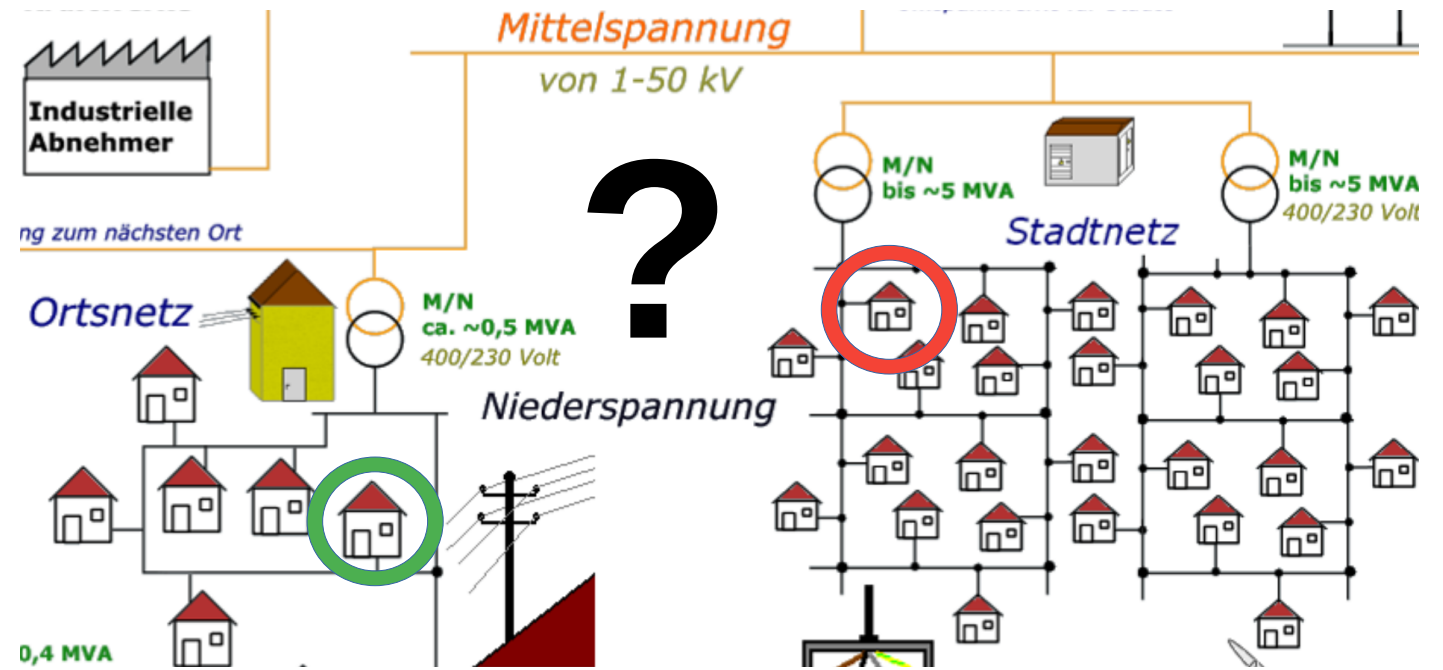 Mittelspannung
von 1-50 kV
Industrielle
Abnehmer
M/N
bis ~5 MVA
M/N
bis ~5 MVA
400/230 Volt
?
Stadtnetz
ng zum nächsten Ort
Ortsnetz
M/N
ca. ~0,5 MVA
400/230 Volt
Niederspannung
0,4 MVA